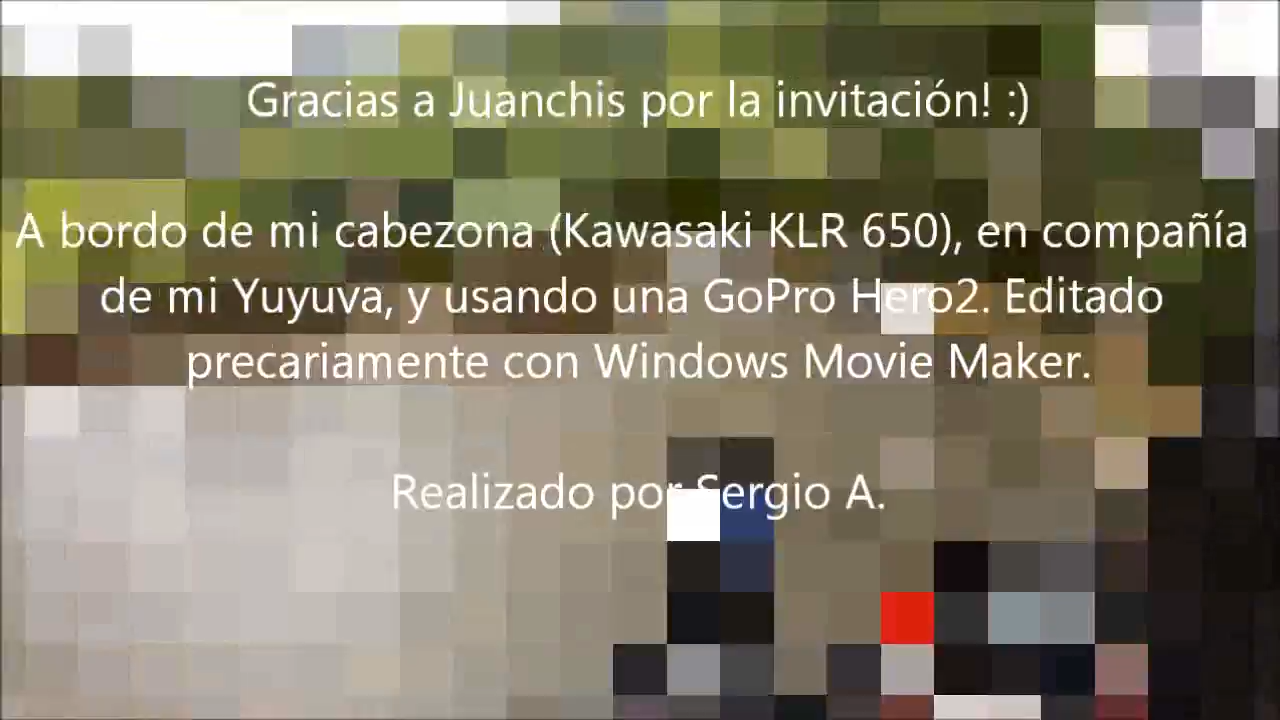 Gracias a Juanchis por la invitación! :)
A bordo de mi cabezona (Kawasaki KLR 650), en compañía
de mi Yuyuva, y usando una GoPro Hero2. Editado
precariamente con Windows Movie Maker.
Realizado por Sergio A.